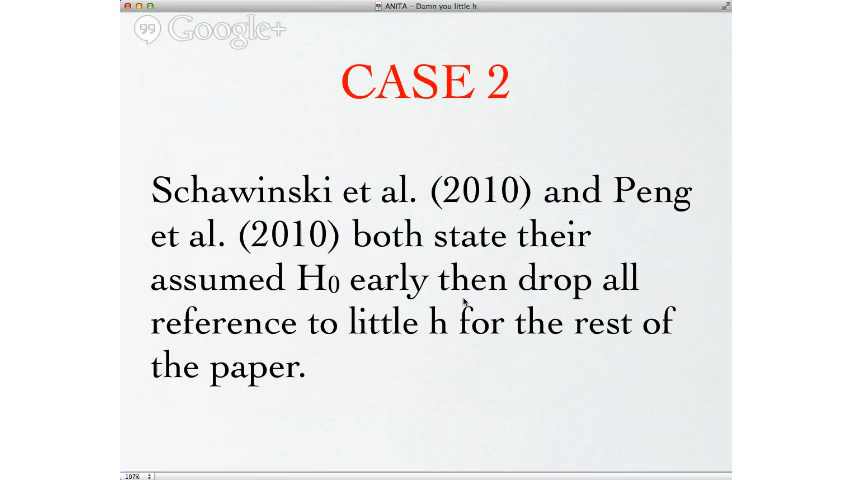 ANITA – Damn you little h
Google+
CASE 2
Schawinski et al. (2010) and Peng
et al. (2010) both state their
assumed H₀ early then drop all
reference to little h for the rest of
the paper.
107%